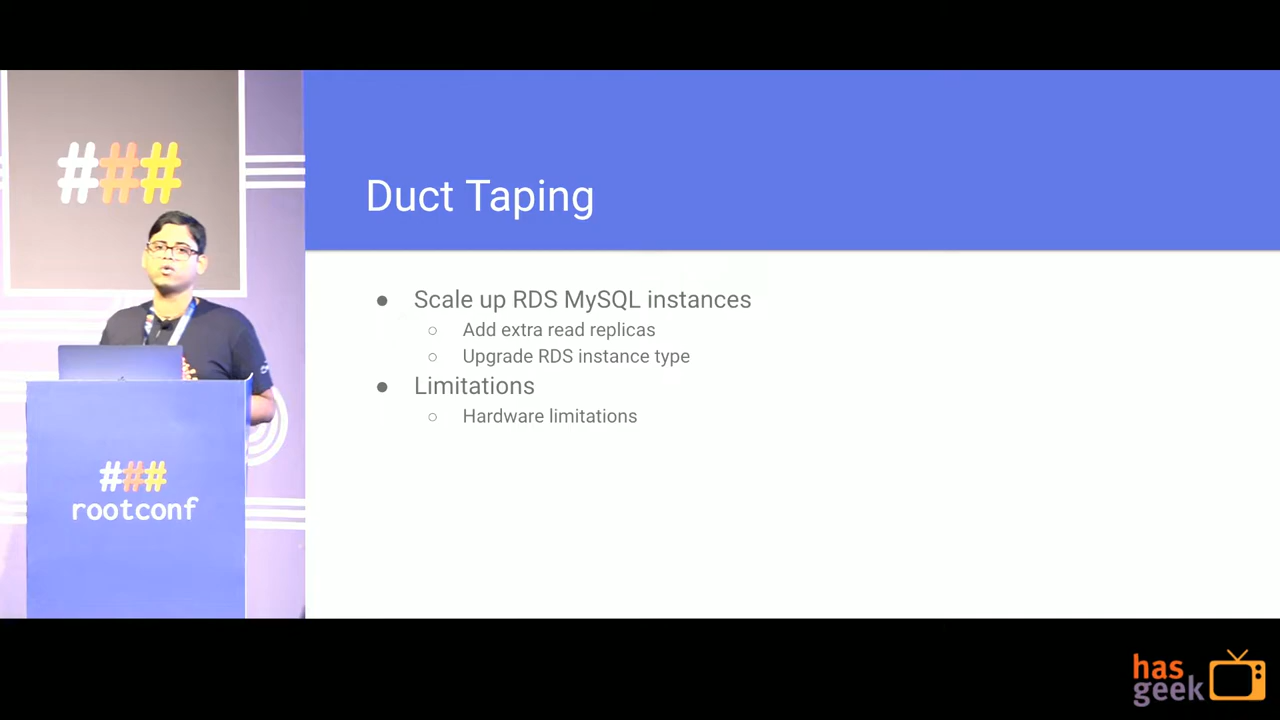 ###
Duct Taping
● Scale up RDS MySQL instances
○ Add extra read replicas
○ Upgrade RDS instance type
● Limitations
○ Hardware limitations
###
rootconf
has
geek